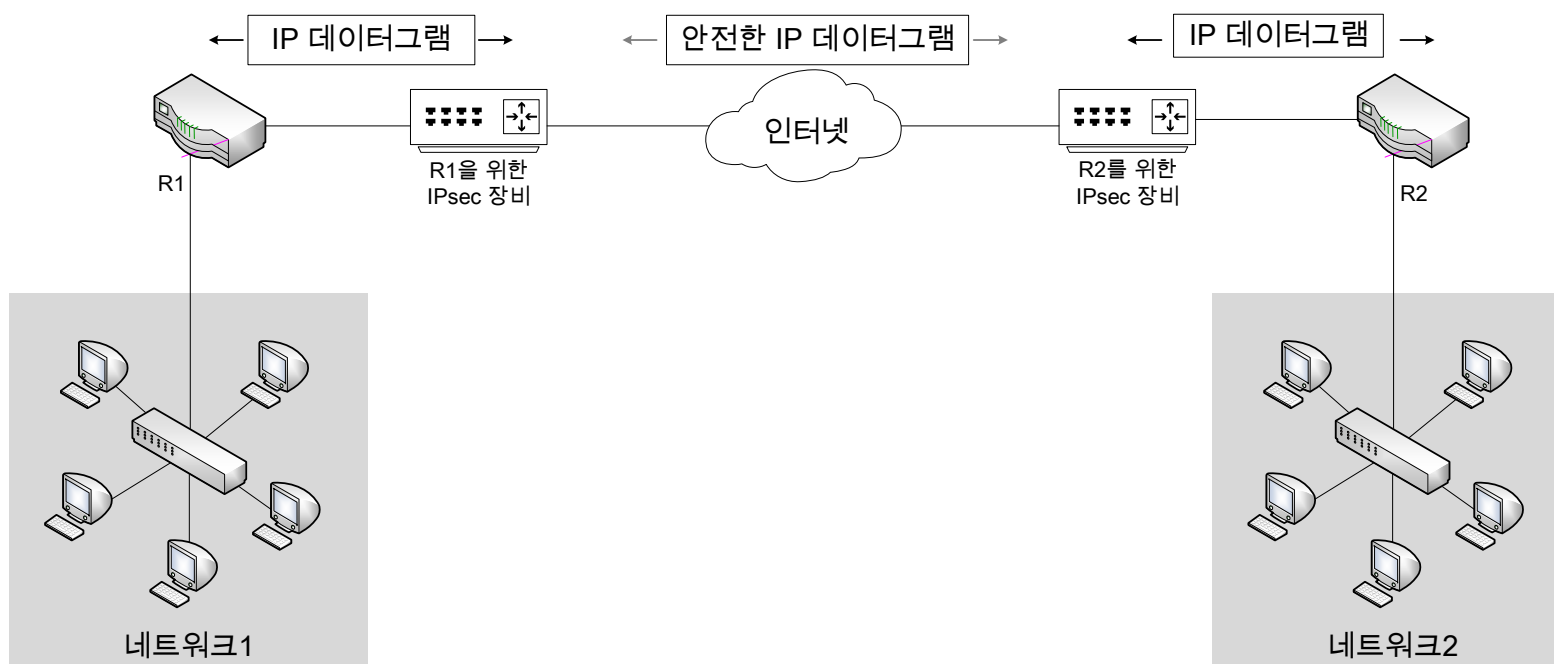 IP 데이터그램
안전한 IP 데이터그램
IP 데이터그램
인터넷
R1을 위한
IPsec 장비
R2를 위한
IPsec 장비
R1
R2
네트워크1
네트워크2